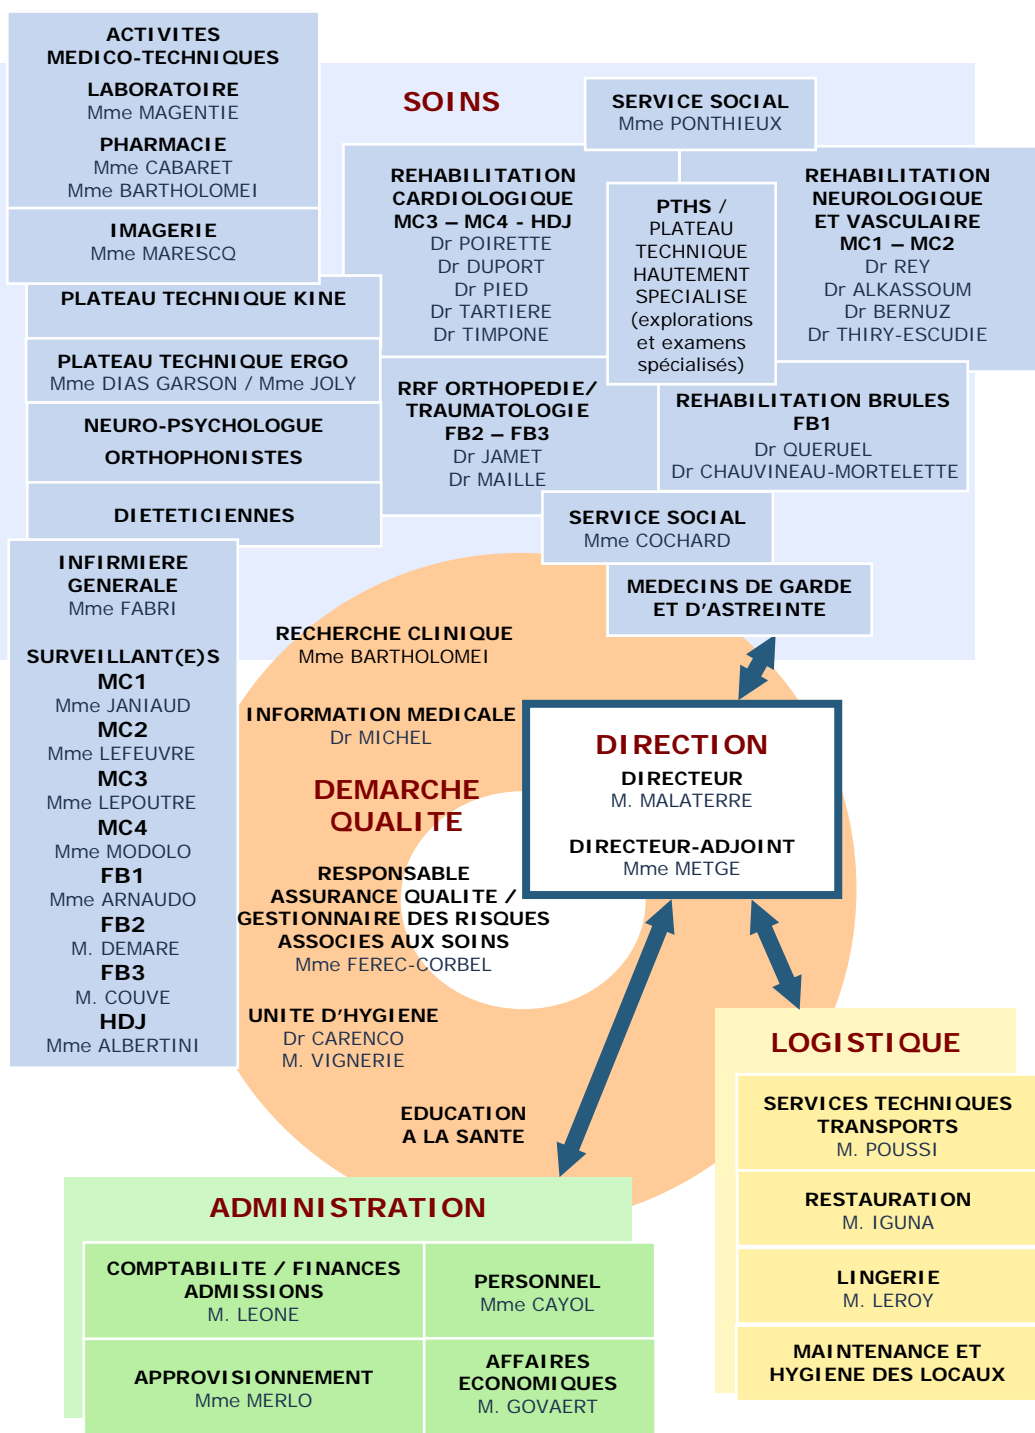 ACTIVITES
MEDICO-TECHNIQUES
LABORATOIRE
Mme MAGENTIE
PHARMACIE
Mme CABARET
Mme BARTHOLOMEI
IMAGERIE
Mme MARESCQ
PLATEAU TECHNIQUE KINE
PLATEAU TECHNIQUE ERGO
Mme DIAS GARSON / Mme JOLY
NEURO-PSYCHOLOGUE
ORTHOPHONISTES
DIETETICIENNES
SOINS
SERVICE SOCIAL
Mme PONTHIEUX
REHABILITATION
CARDIOLOGIQUE
MC3 – MC4 - HDJ
Dr POIRETTE
Dr DUPORT
Dr PIED
Dr TARTIERE
Dr TIMPONE
PTHS /
PLATEAU
TECHNIQUE
HAUTEMENT
SPECIALISE
(explorations
et examens
spécialisés)
REHABILITATION
NEUROLOGIQUE
ET VASCULAIRE
MC1 – MC2
Dr REY
Dr ALKASSOUM
Dr BERNUZ
Dr THIRY-ESCUDIE
RRF ORTHOPEDIE/
TRAUMATOLOGIE
FB2 – FB3
Dr JAMET
Dr MAILLE
REHABILITATION BRULES
FB1
Dr QUERUEL
Dr CHAUVINEAU-MORTELETTE
SERVICE SOCIAL
Mme COCHARD
MEDECINS DE GARDE
ET D'ASTREINTE
INFIRMIERE
GENERALE
Mme FABRI
SURVEILLANT(E)S
MC1
Mme JANIAUD
MC2
Mme LEFEUVRE
MC3
Mme LEPOUTRE
MC4
Mme MODOLO
FB1
Mme ARNAUDO
FB2
M. DEMARE
FB3
M. COUVE
HDJ
Mme ALBERTINI
RECHERCHE CLINIQUE
Mme BARTHOLOMEI
INFORMATION MEDICALE
Dr MICHEL
DEMARCHE
QUALITE
RESPONSABLE
ASSURANCE QUALITE /
GESTIONNAIRE DES RISQUES
ASSOCIES AUX SOINS
Mme FEREC-CORBEL
UNITE D'HYGIENE
Dr CARENCO
M. VIGNERIE
EDUCATION
A LA SANTE
DIRECTION
DIRECTEUR
M. MALATERRE
DIRECTEUR-ADJOINT
Mme METGE
LOGISTIQUE
SERVICES TECHNIQUES
TRANSPORTS
M. POUSSI
RESTAURATION
M. IGUNA
LINGERIE
M. LEROY
MAINTENANCE ET
HYGIENE DES LOCAUX
ADMINISTRATION
COMPTABILITE / FINANCES
ADMISSIONS
M. LEONE
PERSONNEL
Mme CAYOL
APPROVISIONNEMENT
Mme MERLO
AFFAIRES
ECONOMIQUES
M. GOVAERT